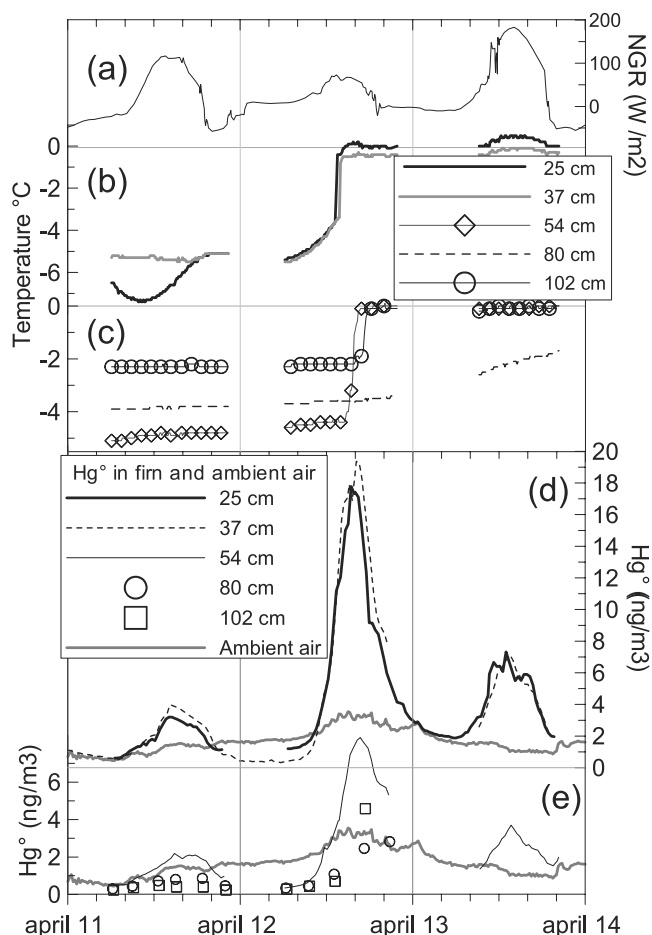 200
(a)
100
0
NGR (W /m2)
0
(b)
-2
-4
-6
Temperature °C
25 cm
37 cm
54 cm
80 cm
102 cm
0
(c)
-2
-4
Hg° in firn and ambient air
25 cm
37 cm
54 cm
80 cm
102 cm
Ambient air
20
(d)
18
16
14
12
10
8
6
4
2
0
Hg° (ng/m3)
(e)
6
4
2
0
Hg° (ng/m3)
april 11
april 12
april 13
april 14